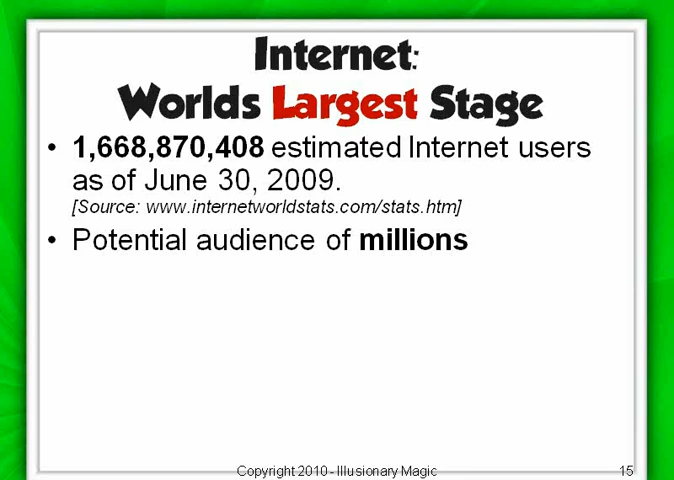 Internet:
Worlds Largest Stage
• 1,668,870,408 estimated Internet users
as of June 30, 2009.
[Source: www.internetworldstats.com/stats.htm]
• Potential audience of millions
Copyright 2010 - Illusionary Magic
15